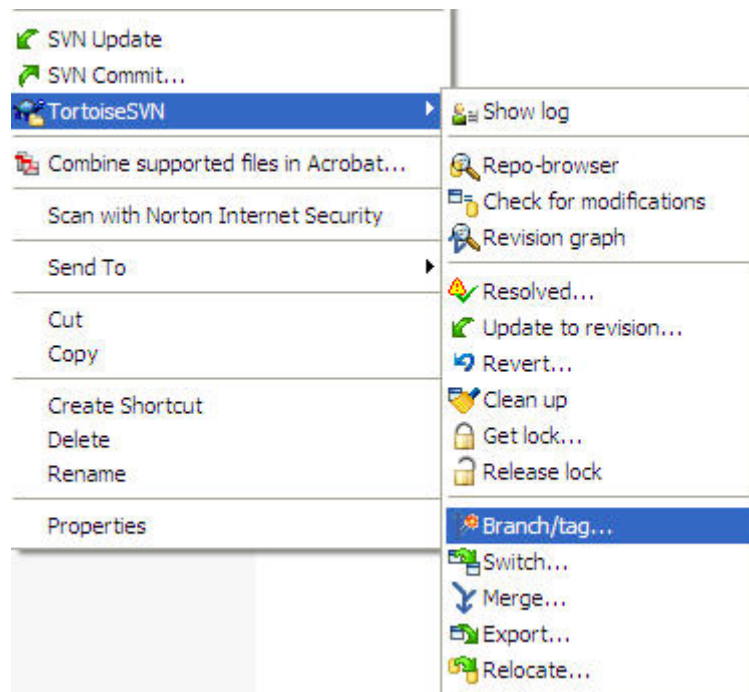 SVN Update
SVN Commit...
TortoiseSVN
Combine supported files in Acrobat...
Scan with Norton Internet Security
Send To
Cut
Copy
Create Shortcut
Delete
Rename
Properties
Show log
Repo-browser
Check for modifications
Revision graph
Resolved...
Update to revision...
Revert...
Clean up
Get lock...
Release lock
Branch/tag...
Switch...
Merge...
Export...
Relocate...